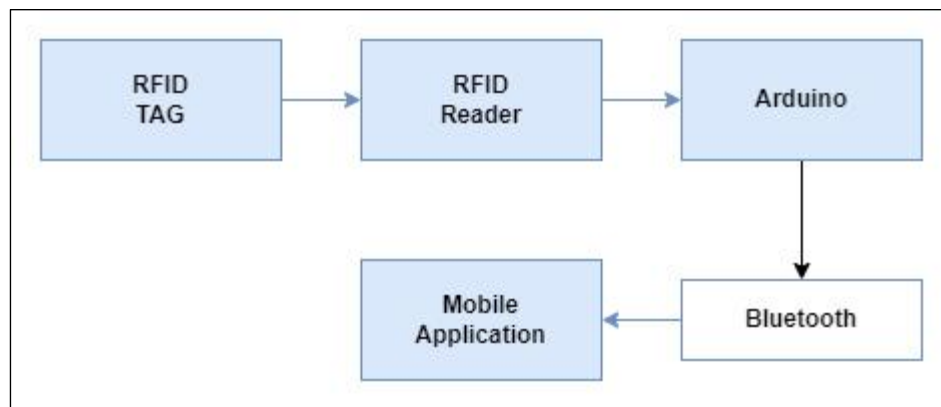 RFID
TAG
RFID
Reader
Arduino
Mobile
Application
Bluetooth